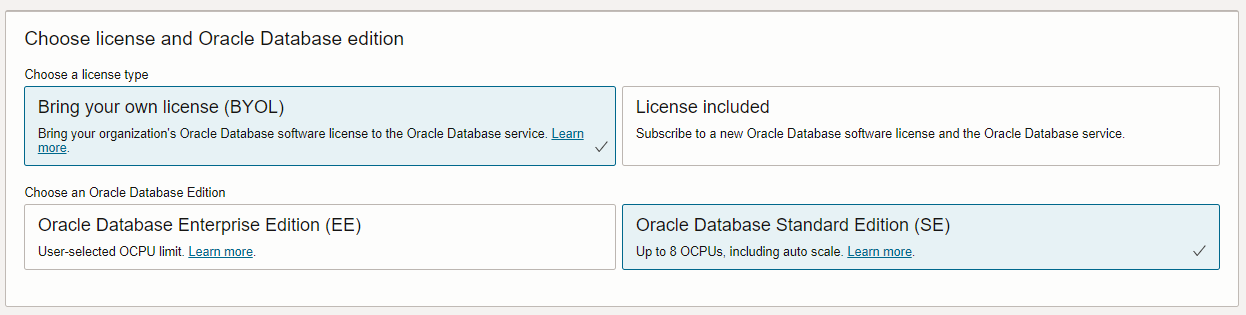 Choose license and Oracle Database edition
Choose a license type
Bring your own license (BYOL)
Bring your organization's Oracle Database software license to the Oracle Database service. Learn
more.
License included
Subscribe to a new Oracle Database software license and the Oracle Database service.
Choose an Oracle Database Edition
Oracle Database Enterprise Edition (EE)
User-selected OCPU limit. Learn more.
Oracle Database Standard Edition (SE)
Up to 8 OCPUs, including auto scale. Learn more.